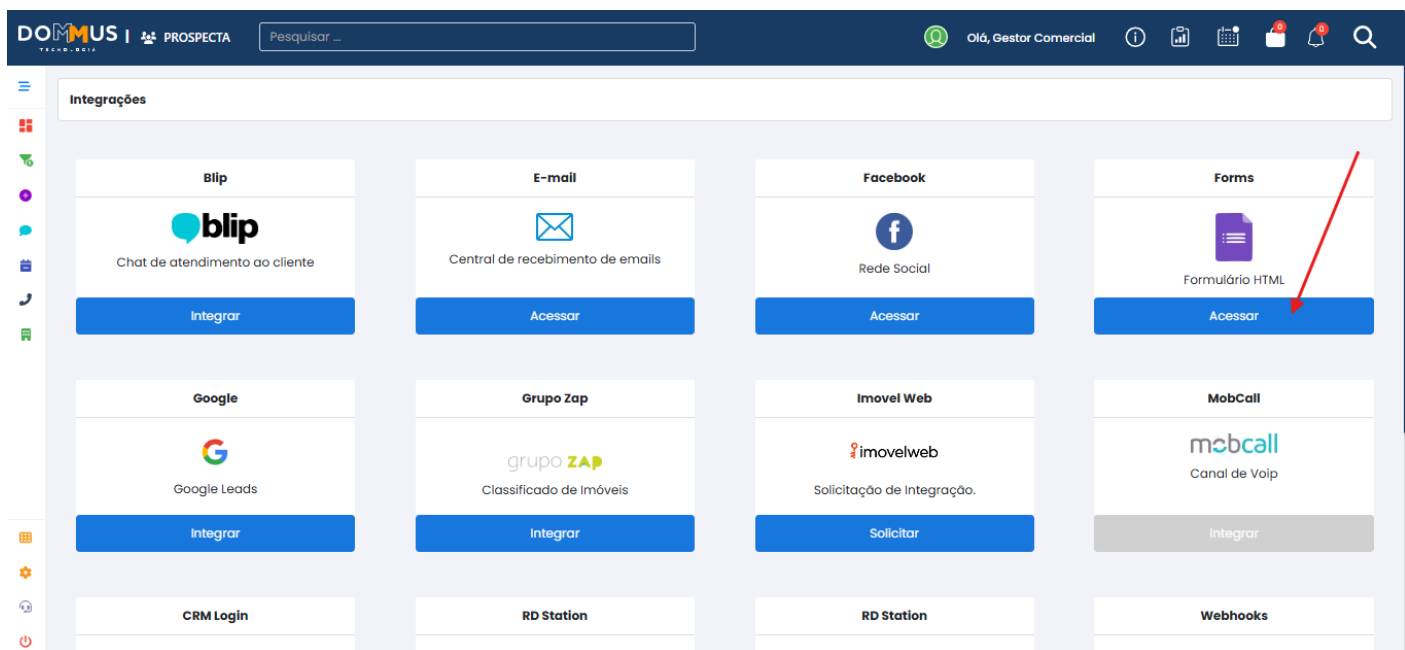 DOMMUS | PROSPECTA
TECNOLOGIA
Pesquisar ...
Olá, Gestor Comercial
0
0
Integrações
Blip
E-mail
Facebook
Forms
blip
Chat de atendimento ao cliente
Central de recebimento de emails
Rede Social
Formulário HTML
Integrar
Acessar
Acessar
Acessar
Google
Grupo Zap
Imovel Web
MobCall
grupo ZAP
imovelweb
mobcall
Google Leads
Classificado de Imóveis
Solicitação de Integração.
Canal de Voip
Integrar
Integrar
Solicitar
Integrar
CRM Login
RD Station
RD Station
Webhooks